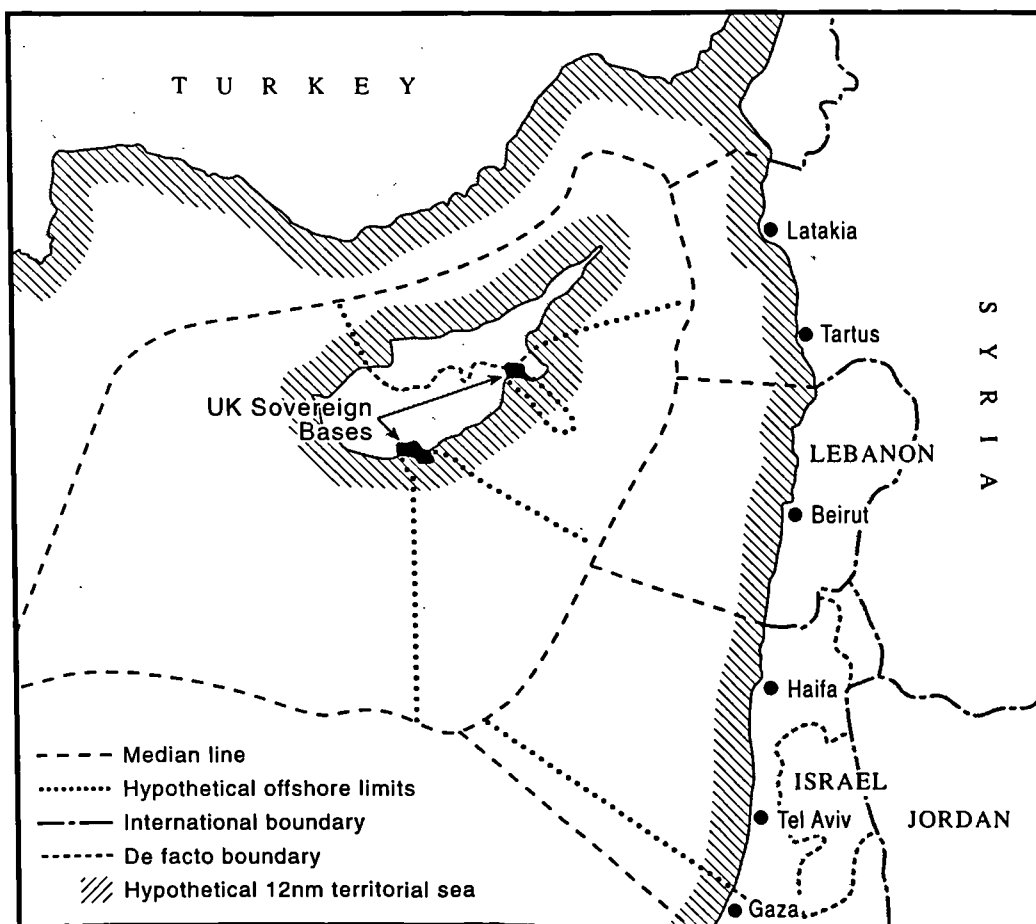 TURKEY
Latakia
SYRIA
Tartus
UK Sovereign
Bases
LEBANON
Beirut
Haifa
Median line
ISRAEL
Hypothetical offshore limits
Tel Aviv
JORDAN
International boundary
De facto boundary
Hypothetical 12nm territorial sea
Gaza